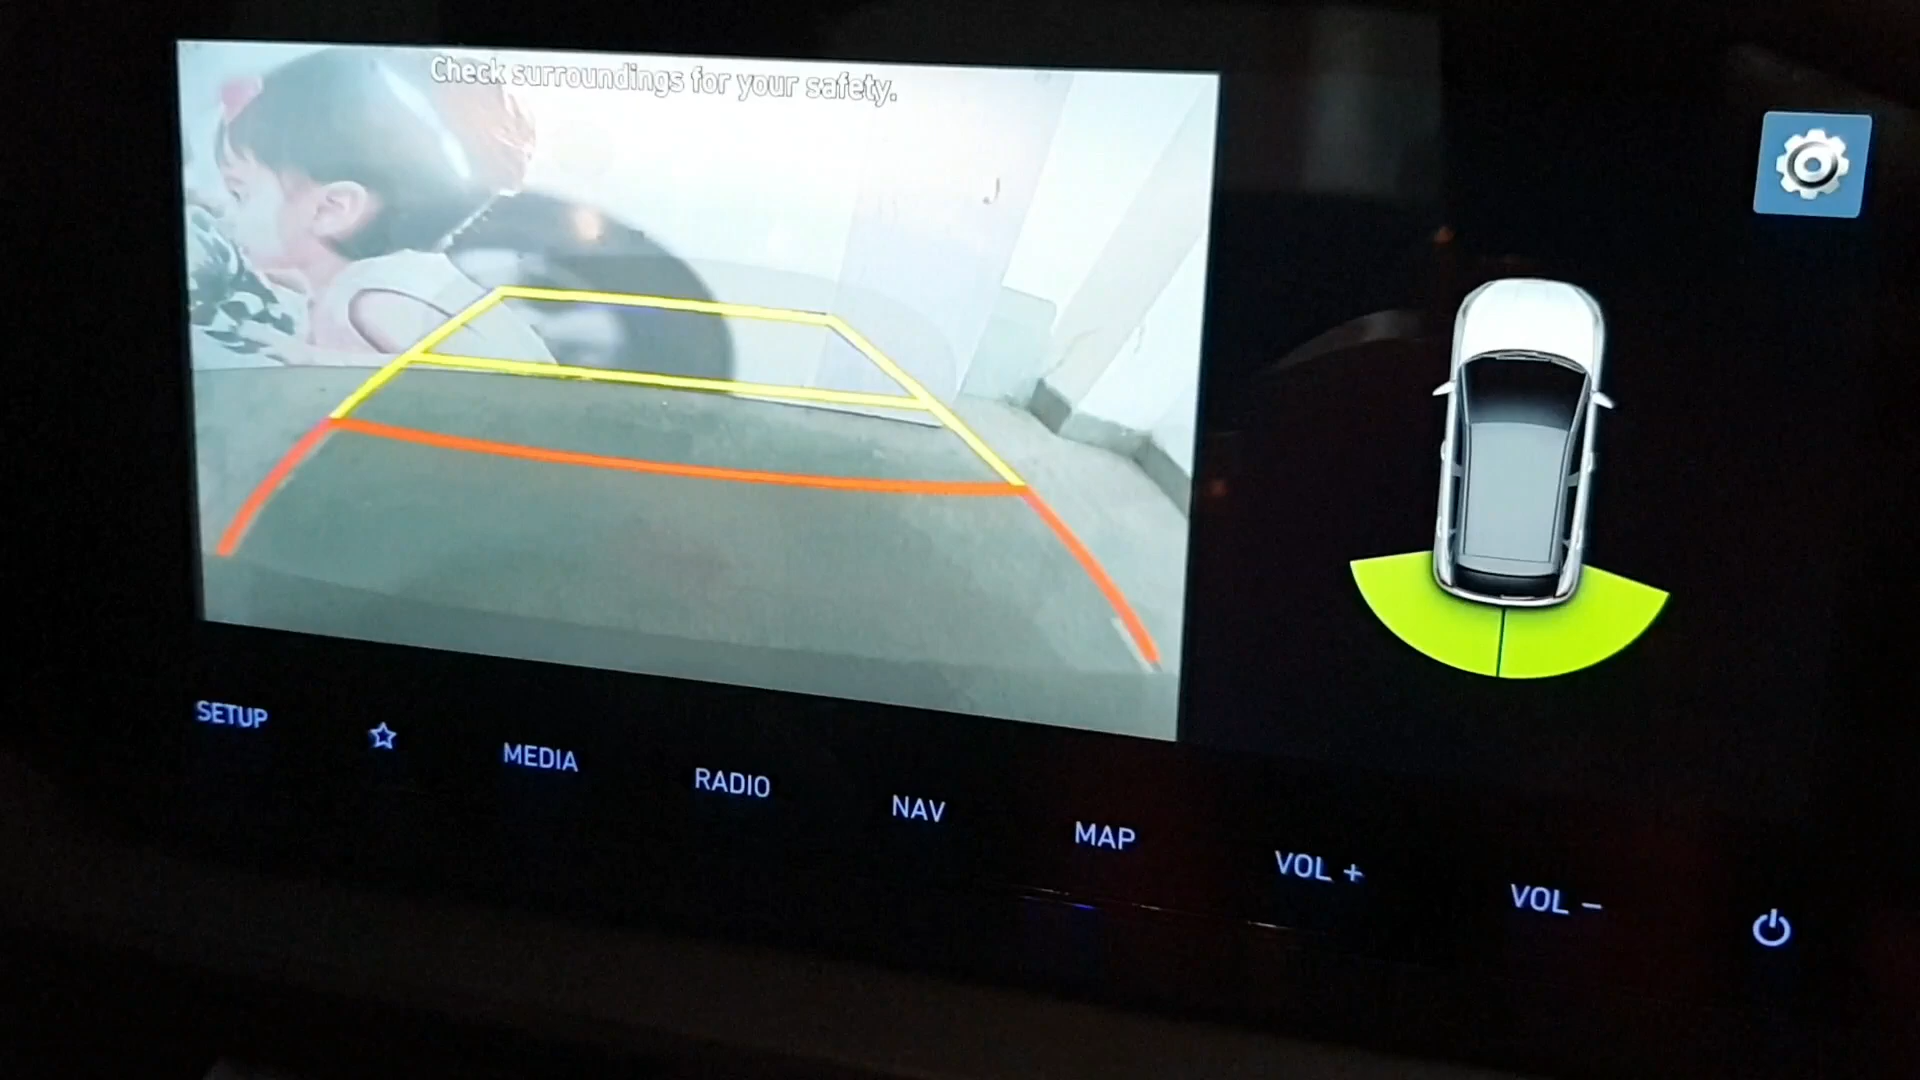 Check surroundings for your safety.
SETUP
MEDIA
RADIO
NAV
MAP
VOL +
VOL −